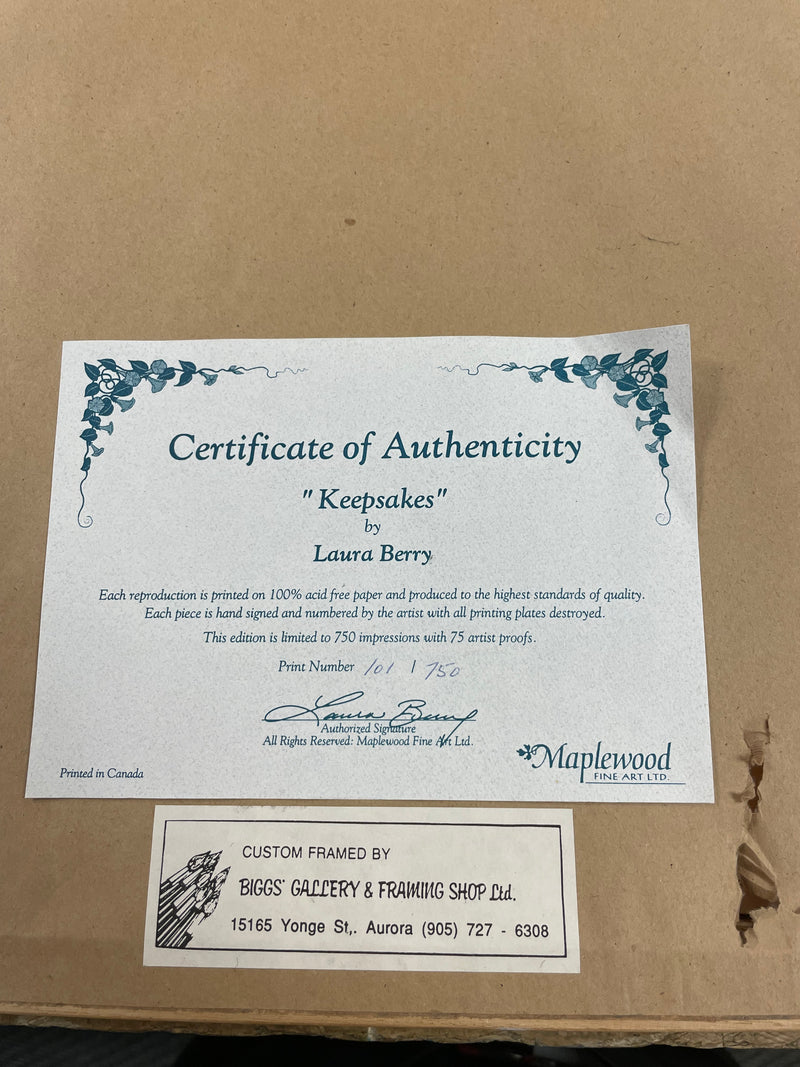 Certificate of Authenticity
"Keepsakes"
by
Laura Berry
Each reproduction is printed on 100% acid free paper and produced to the highest standards of quality.
Each piece is hand signed and numbered by the artist with all printing plates destroyed.
This edition is limited to 750 impressions with 75 artist proofs.
Print Number 101 / 750
Laura Berry
Authorized Signature
All Rights Reserved: Maplewood Fine Art Ltd.
Maplewood
FINE ART LTD.
Printed in Canada
CUSTOM FRAMED BY
BIGGS' GALLERY & FRAMING SHOP Ltd.
15165 Yonge St,. Aurora (905) 727 - 6308